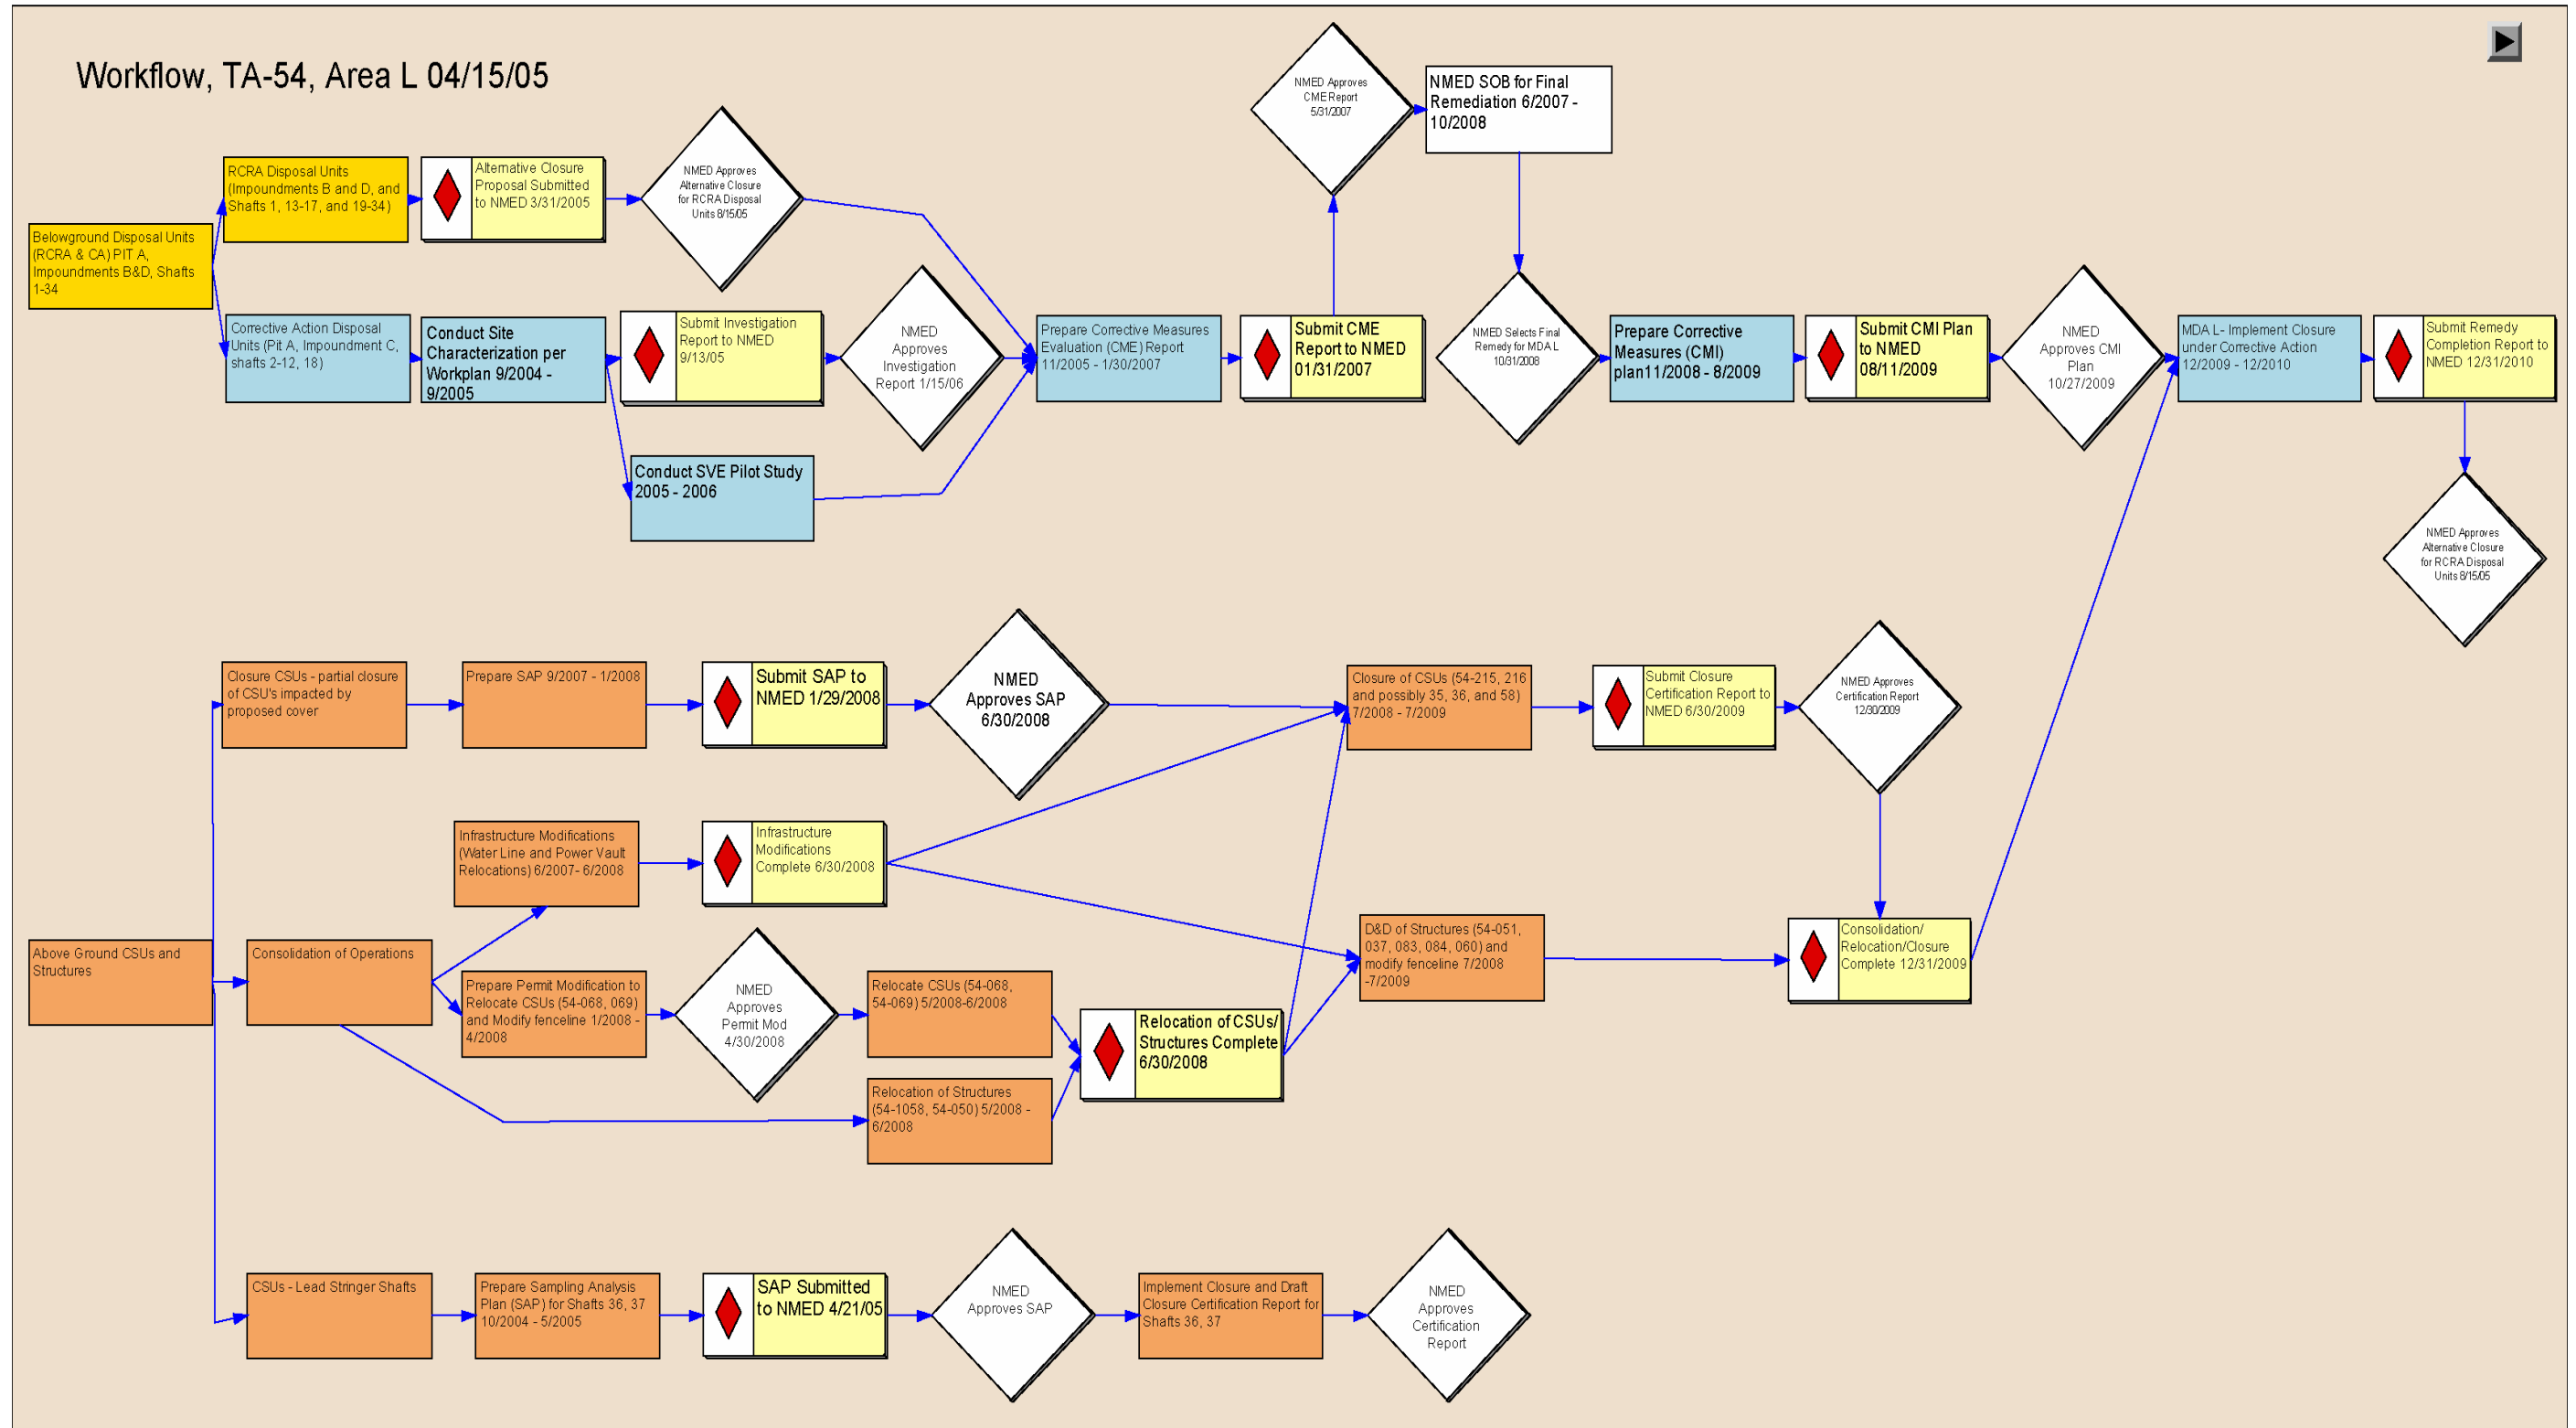 Workflow, TA-54, Area L 04/15/05
NMED Approves
CME Report
5/31/2007
NMED SOB for Final
Remediation 6/2007 -
10/2008
RCRA Disposal Units
(Impoundments B and D, and
Shafts 1, 13-17, and 19-34)
Alternative Closure
Proposal Submitted
to NMED 3/31/2005
NMED Approves
Alternative Closure
for RCRA Disposal
Units 8/15/05
Belowground Disposal Units
(RCRA & CA) PIT A,
Impoundments B&D, Shafts
1-34
Corrective Action Disposal
Units (Pit A, Impoundment C,
shafts 2-12, 18)
Conduct Site
Characterization per
Workplan 9/2004 -
9/2005
Submit Investigation
Report to NMED
9/13/05
NMED
Approves
Investigation
Report 1/15/06
Prepare Corrective Measures
Evaluation (CME) Report
11/2005 - 1/30/2007
Submit CME
Report to NMED
01/31/2007
NMED Selects Final
Remedy for MDA L
10/31/2008
Prepare Corrective
Measures (CMI)
plan11/2008 - 8/2009
Submit CMI Plan
to NMED
08/11/2009
NMED
Approves CMI
Plan
10/27/2009
MDA L- Implement Closure
under Corrective Action
12/2009 - 12/2010
Submit Remedy
Completion Report to
NMED 12/31/2010
Conduct SVE Pilot Study
2005 - 2006
NMED Approves
Alternative Closure
for RCRA Disposal
Units 8/15/05
Closure CSUs - partial closure
of CSU's impacted by
proposed cover
Prepare SAP 9/2007 - 1/2008
Submit SAP to
NMED 1/29/2008
NMED
Approves SAP
6/30/2008
Closure of CSUs (54-215, 216
and possibly 35, 36, and 58)
7/2008 - 7/2009
Submit Closure
Certification Report to
NMED 6/30/2009
NMED Approves
Certification Report
12/30/2009
Infrastructure Modifications
(Water Line and Power Vault
Relocations) 6/2007- 6/2008
Infrastructure
Modifications
Complete 6/30/2008
Above Ground CSUs and
Structures
Consolidation of Operations
Prepare Permit Modification to
Relocate CSUs (54-068, 069)
and Modify fenceline 1/2008 -
4/2008
NMED
Approves
Permit Mod
4/30/2008
Relocate CSUs (54-068,
54-069) 5/2008-6/2008
Relocation of Structures
(54-1058, 54-050) 5/2008 -
6/2008
Relocation of CSUs/
Structures Complete
6/30/2008
D&D of Structures (54-051,
037, 083, 084, 060) and
modify fenceline 7/2008
-7/2009
Consolidation/
Relocation/Closure
Complete 12/31/2009
CSUs - Lead Stringer Shafts
Prepare Sampling Analysis
Plan (SAP) for Shafts 36, 37
10/2004 - 5/2005
SAP Submitted
to NMED 4/21/05
NMED
Approves SAP
Implement Closure and Draft
Closure Certification Report for
Shafts 36, 37
NMED
Approves
Certification
Report